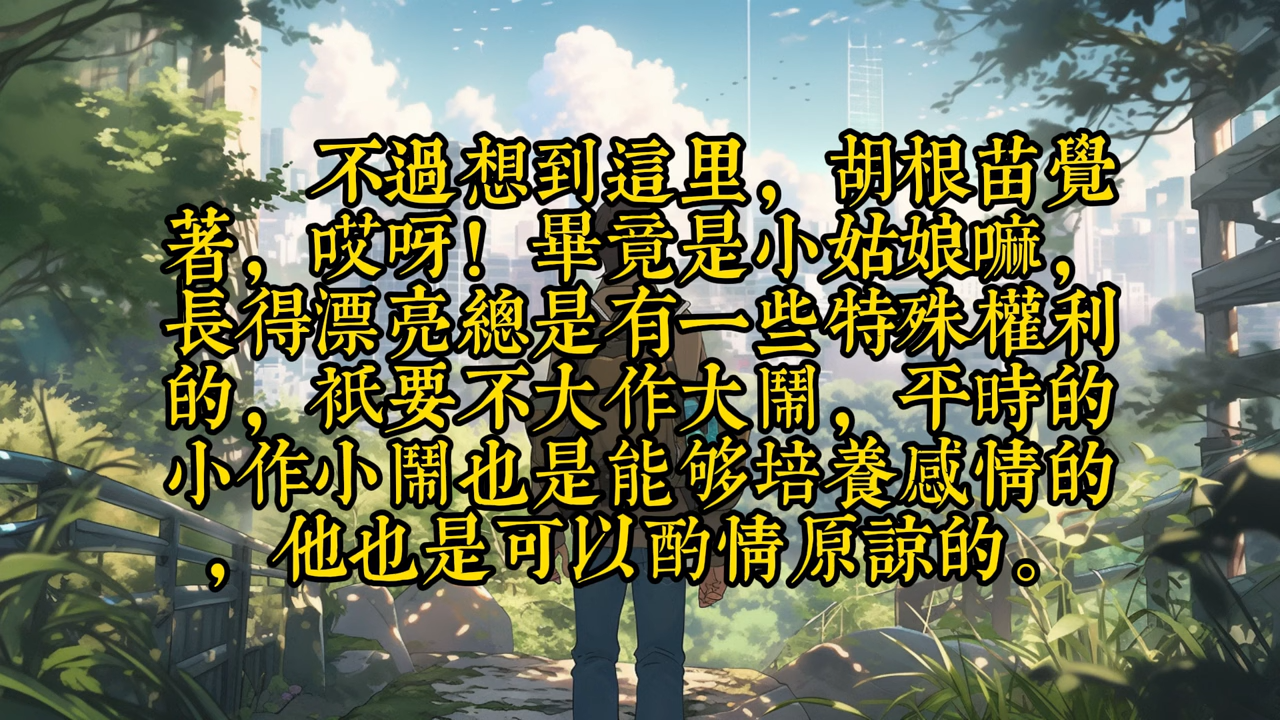 不過想到這里，胡根苗覺
著，哎呀！畢竟是小姑娘嘛，
長得漂亮總是有一些特殊權利
的，祇要不大作大鬧，平時的
小作小鬧也是能够培養感情的
，他也是可以酌情原諒的。